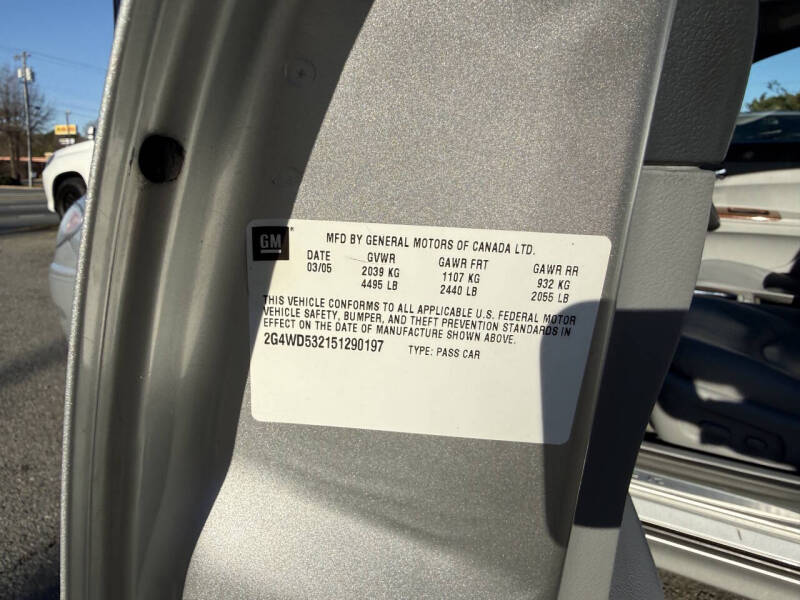 GM
MFD BY GENERAL MOTORS OF CANADA LTD.
DATE GVWR GAWR FRT GAWR RR
03/05 2039 KG 1107 KG 932 KG
4495 LB 2440 LB 2055 LB
THIS VEHICLE CONFORMS TO ALL APPLICABLE U.S. FEDERAL MOTOR
VEHICLE SAFETY, BUMPER, AND THEFT PREVENTION STANDARDS IN
EFFECT ON THE DATE OF MANUFACTURE SHOWN ABOVE.
2G4WD532151290197 TYPE: PASS CAR